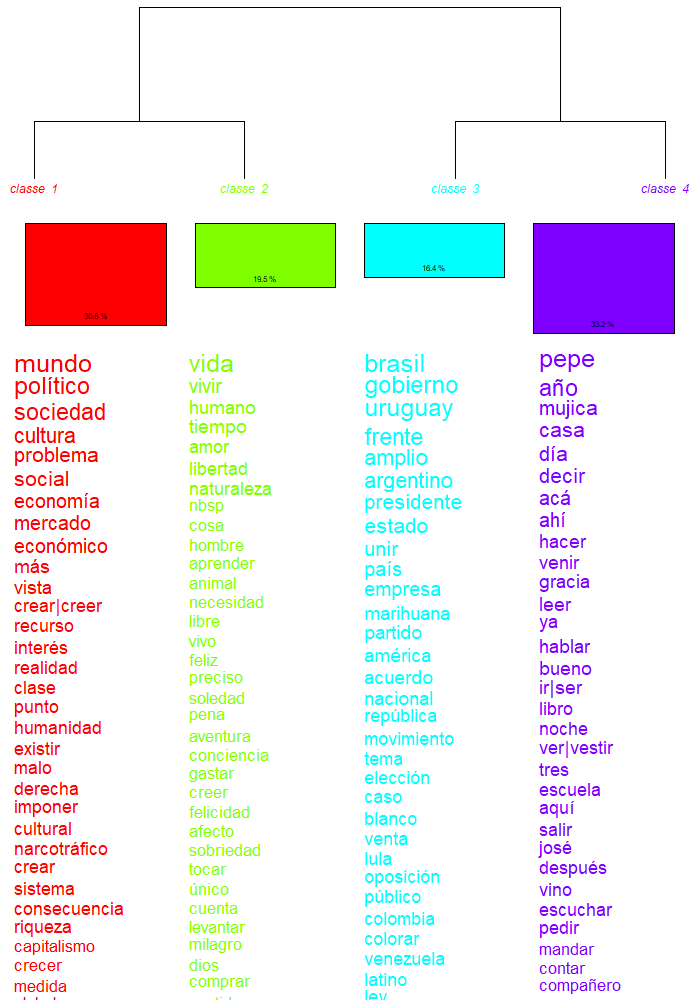 classe 1
classe 2
classe 3
classe 4
30.8 %
19.5 %
16.4 %
33.2 %
mundo
político
sociedad
cultura
problema
social
economía
mercado
económico
más
vista
crear|creer
recurso
interés
realidad
clase
punto
humanidad
existir
malo
derecha
imponer
cultural
narcotráfico
crear
sistema
consecuencia
riqueza
capitalismo
crecer
medida
vida
vivir
humano
tiempo
amor
libertad
naturaleza
nbsp
cosa
hombre
aprender
animal
necesidad
libre
vivo
feliz
preciso
soledad
pena
aventura
conciencia
gastar
creer
felicidad
afecto
sobriedad
tocar
único
cuenta
levantar
milagro
dios
comprar
brasil
gobierno
uruguay
frente
amplio
argentino
presidente
estado
unir
país
empresa
marihuana
partido
américa
acuerdo
nacional
república
movimiento
tema
elección
caso
blanco
venta
lula
oposición
público
colombia
colorar
venezuela
latino
ley
pepe
año
mujica
casa
día
decir
acá
ahí
hacer
venir
gracia
leer
ya
hablar
bueno
ir|ser
libro
noche
ver|vestir
tres
escuela
aquí
salir
josé
después
vino
escuchar
pedir
mandar
contar
compañero